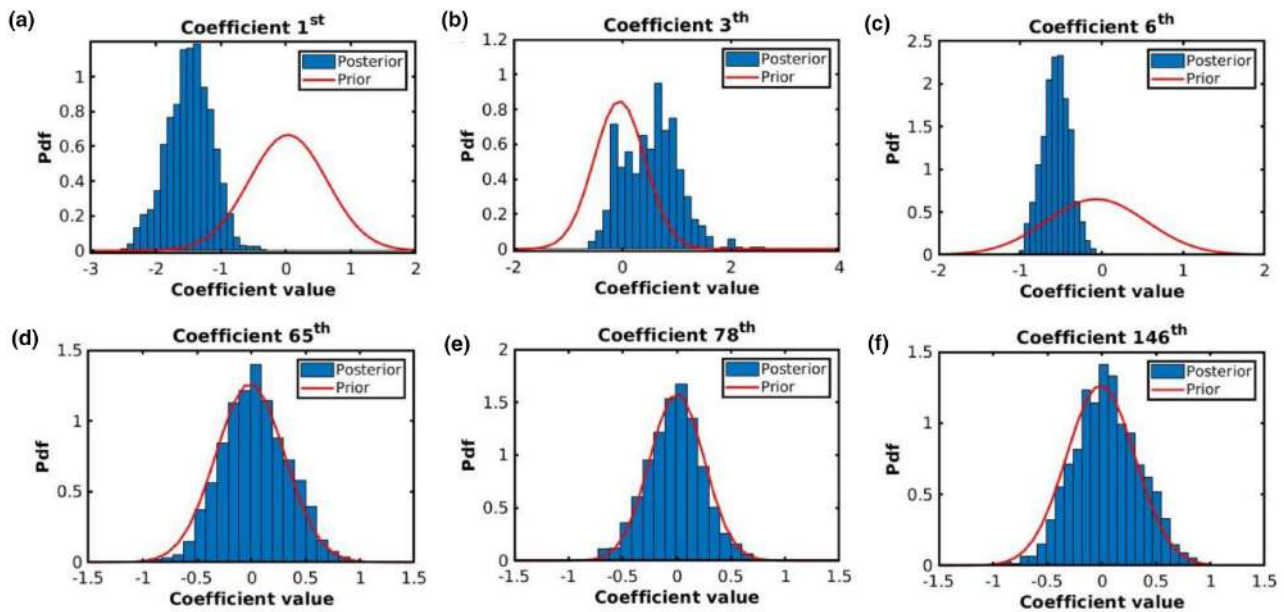 (a) Coefficient 1st
1
0.8
0.6
0.4
0.2
0
Pdf
Posterior
Prior
-3 -2 -1 0 1 2
Coefficient value
(b) Coefficient 3th
1.2
1
0.8
0.6
0.4
0.2
0
Pdf
Posterior
Prior
-2 0 2 4
Coefficient value
(c) Coefficient 6th
2.5
2
1.5
1
0.5
0
Pdf
Posterior
Prior
-2 -1 0 1 2
Coefficient value
(d) Coefficient 65th
1.5
1
0.5
0
Pdf
Posterior
Prior
-1.5 -1 -0.5 0 0.5 1 1.5
Coefficient value
(e) Coefficient 78th
2
1.5
1
0.5
0
Pdf
Posterior
Prior
-1.5 -1 -0.5 0 0.5 1 1.5
Coefficient value
(f) Coefficient 146th
1.5
1
0.5
0
Pdf
Posterior
Prior
-1.5 -1 -0.5 0 0.5 1 1.5
Coefficient value